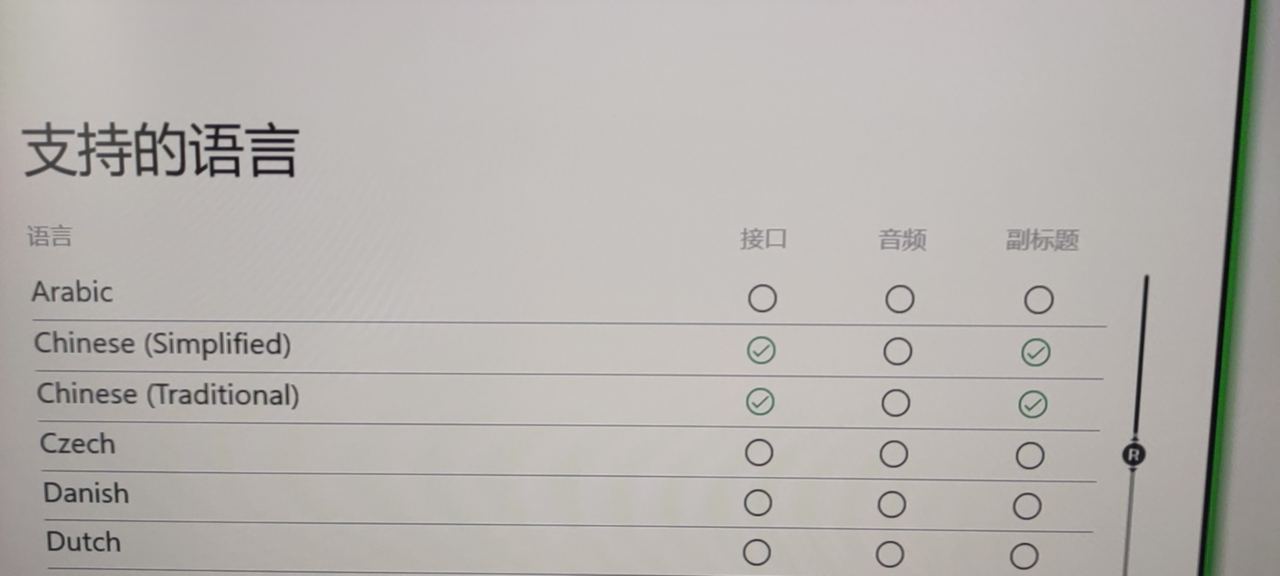 支持的语言
语言 接口 音频 副标题
Arabic
Chinese (Simplified)
Chinese (Traditional)
Czech
R
Danish
Dutch